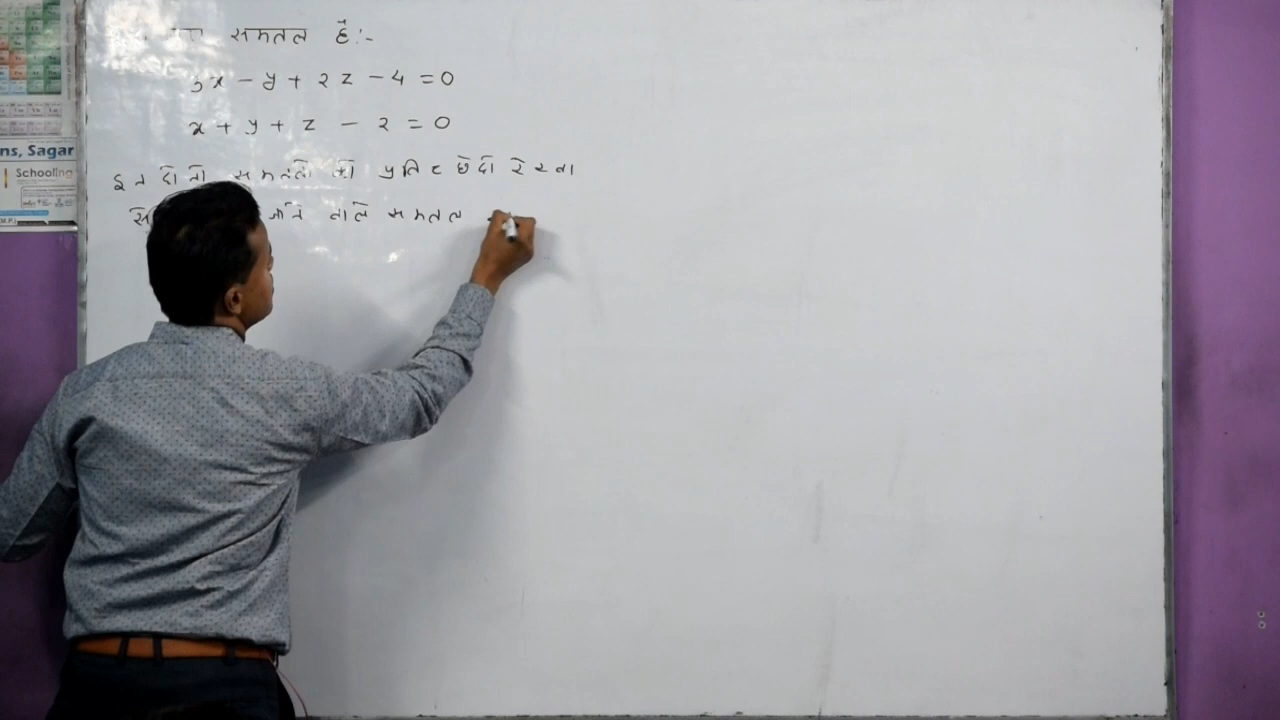 समतल है:-
3x - y + 2z - 4 = 0
x + y + z - 2 = 0
इन दोनो समतलो की प्रतिच्छेदी रेखा
से जाने वाले समतल
ns, Sagar
Schooling
(M.P.)